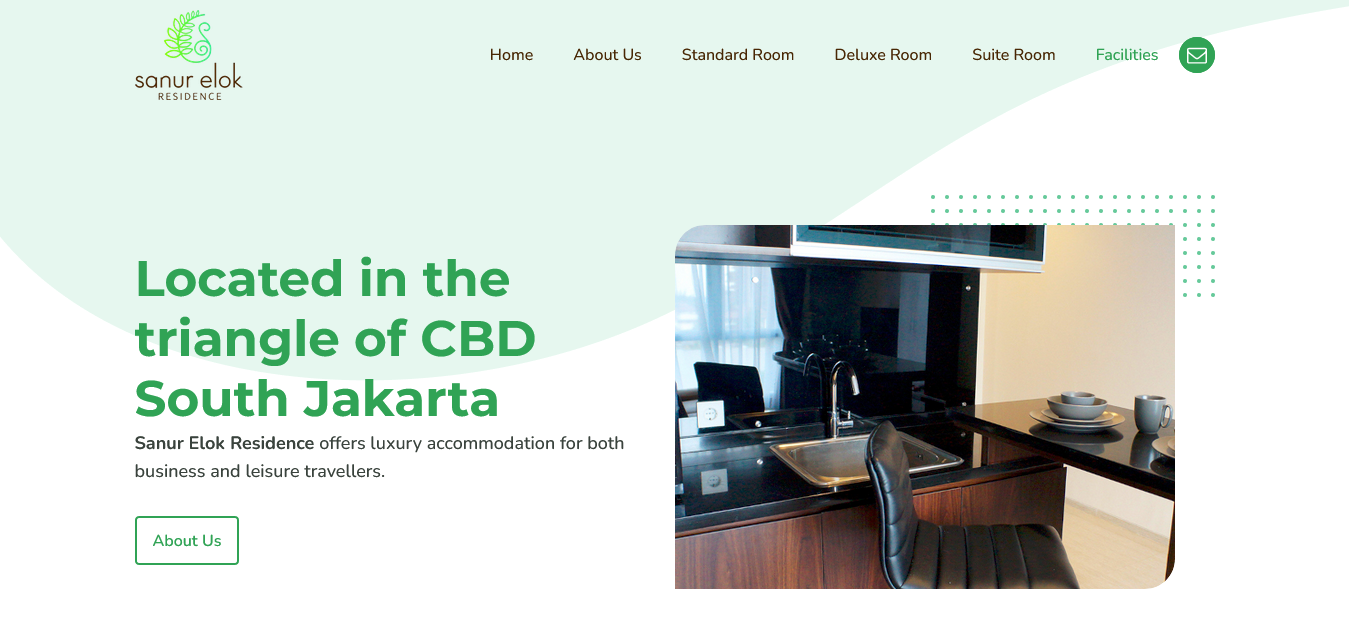 sanur elok
RESIDENCE
Home About Us Standard Room Deluxe Room Suite Room Facilities
Located in the
triangle of CBD
South Jakarta
Sanur Elok Residence offers luxury accommodation for both
business and leisure travellers.
About Us